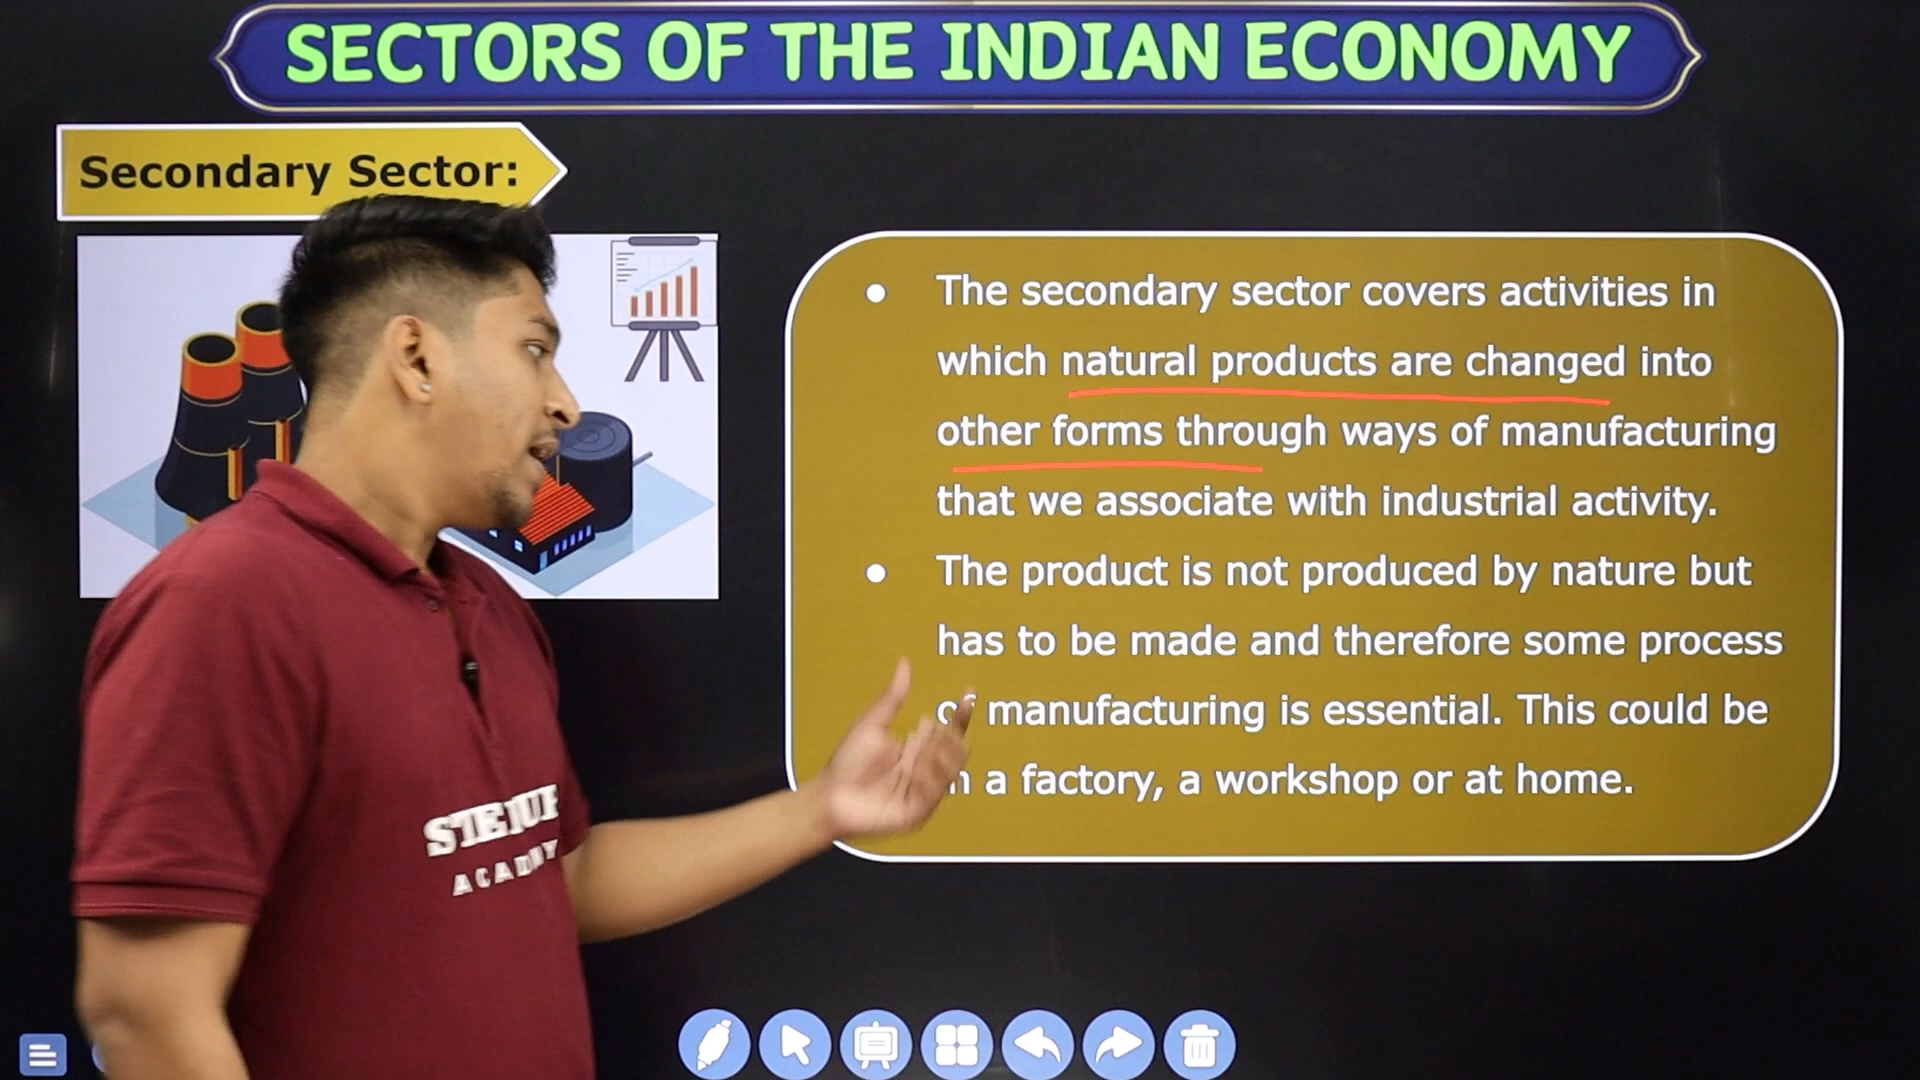 SECTORS OF THE INDIAN ECONOMY
Secondary Sector:
• The secondary sector covers activities in
which natural products are changed into
other forms through ways of manufacturing
that we associate with industrial activity.
• The product is not produced by nature but
has to be made and therefore some process
of manufacturing is essential. This could be
a factory, a workshop or at home.
ACADEMY